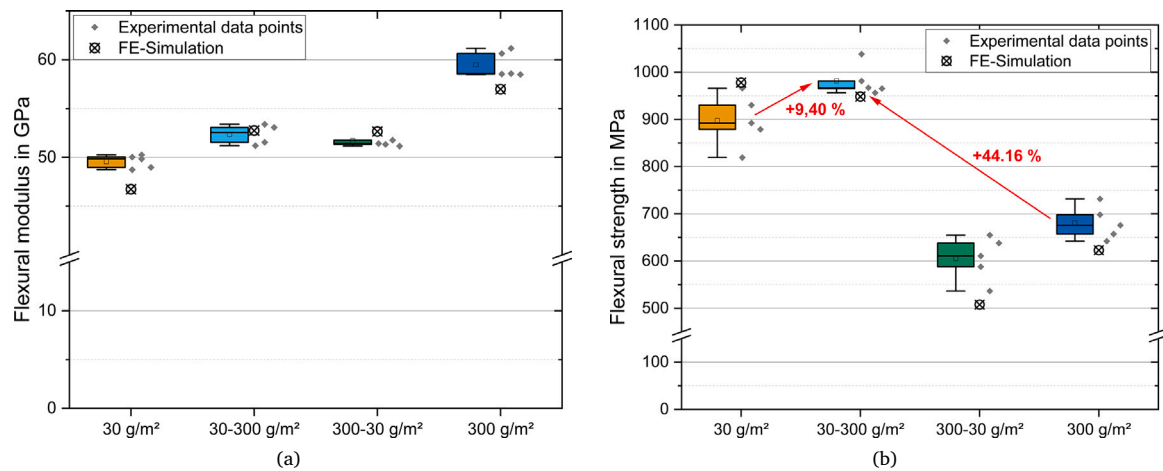 Experimental data points
FE-Simulation
Flexural modulus in GPa
60
50
10
0
30 g/m²
30-300 g/m²
300-30 g/m²
300 g/m²
(a)
Experimental data points
FE-Simulation
Flexural strength in MPa
1100
1000
900
800
700
600
500
100
0
+9,40 %
+44.16 %
30 g/m²
30-300 g/m²
300-30 g/m²
300 g/m²
(b)